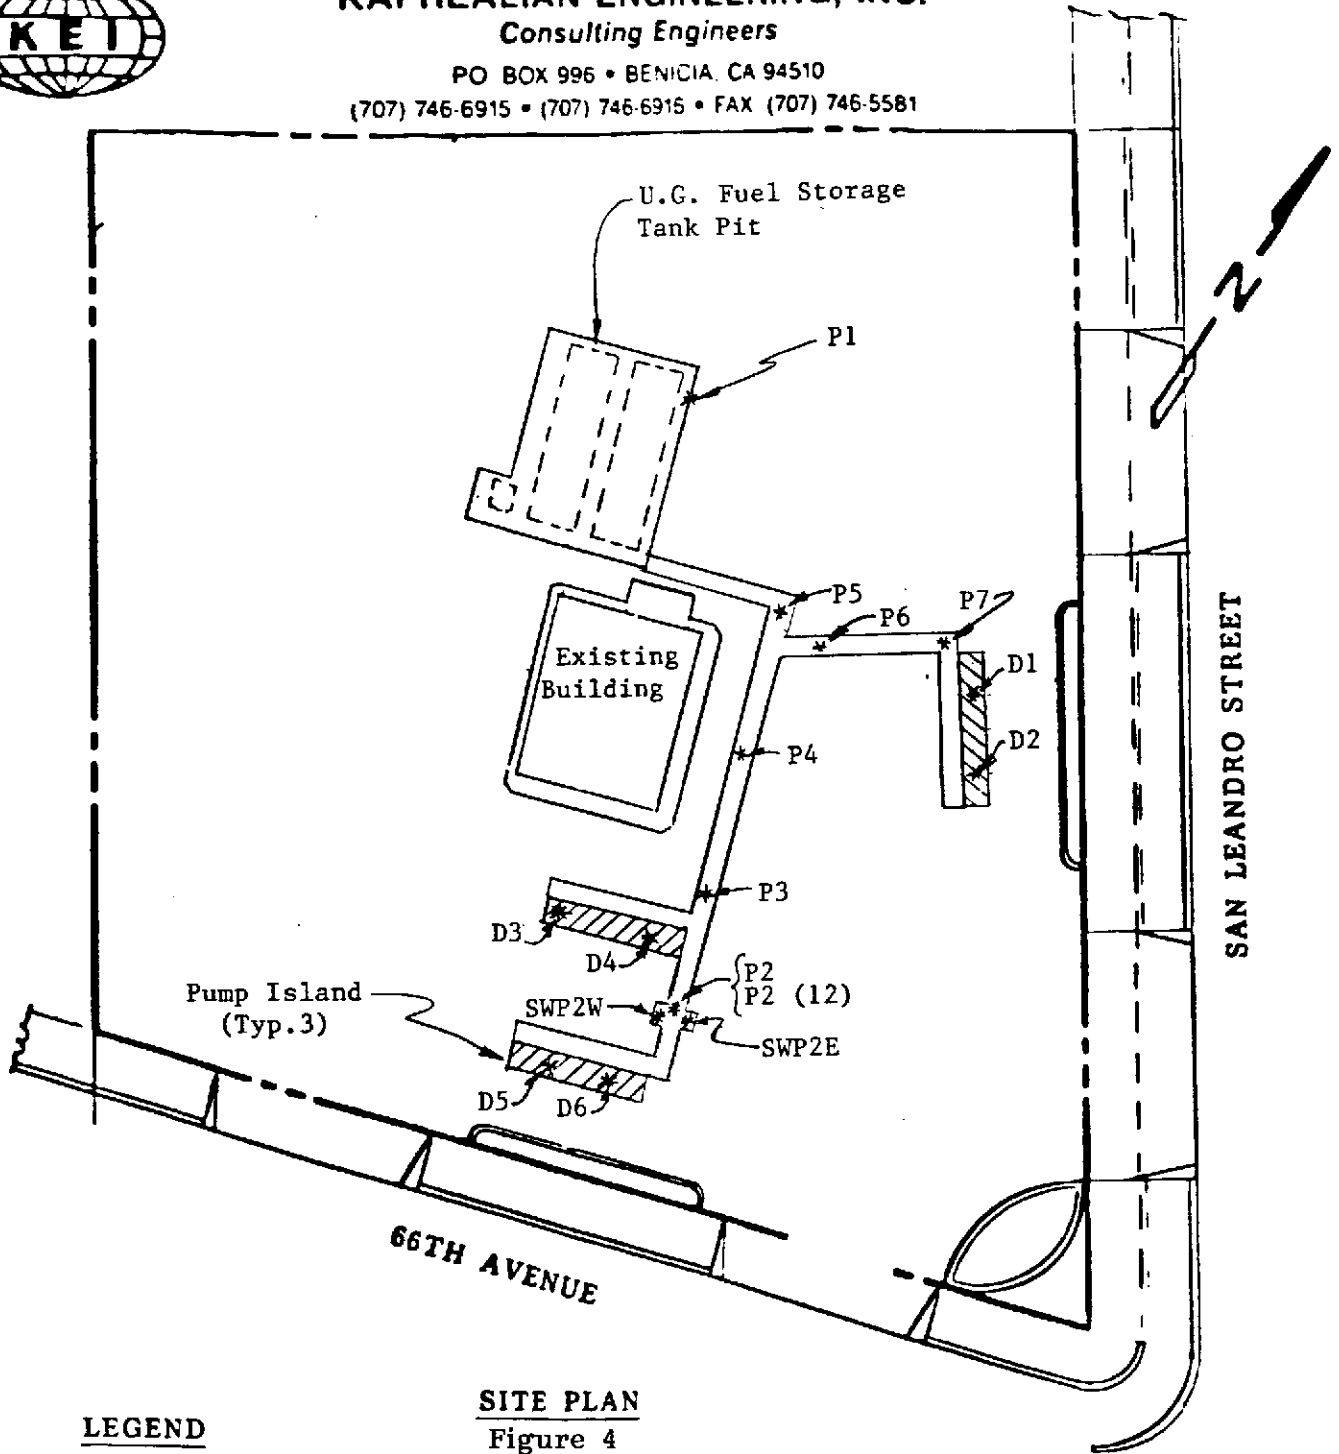 KEI
Consulting Engineers
PO BOX 996 • BENICIA, CA 94510
(707) 746-6915 • (707) 746-6916 • FAX (707) 746-5581
U.G. Fuel Storage
Tank Pit
P1
N
P5
P6
P7
Existing
Building
D1
D2
P4
SAN LEANDRO STREET
P3
D3
D4
P2
P2 (12)
Pump Island
(Typ.3)
SWP2W
SWP2E
D5
D6
66TH AVENUE
SITE PLAN
Figure 4
LEGEND